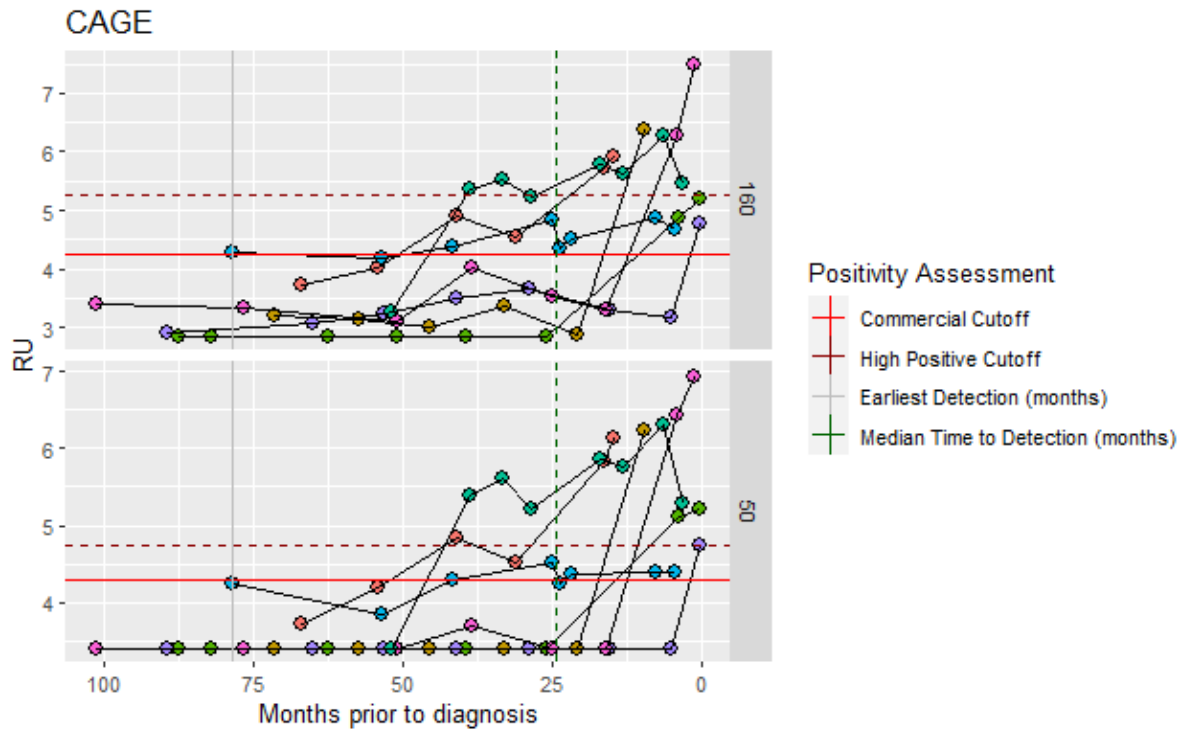 CAGE
7
6
5
4
3
160
RU
7
6
5
4
50
100
75
50
25
0
Months prior to diagnosis
Positivity Assessment
Commercial Cutoff
High Positive Cutoff
Earliest Detection (months)
Median Time to Detection (months)